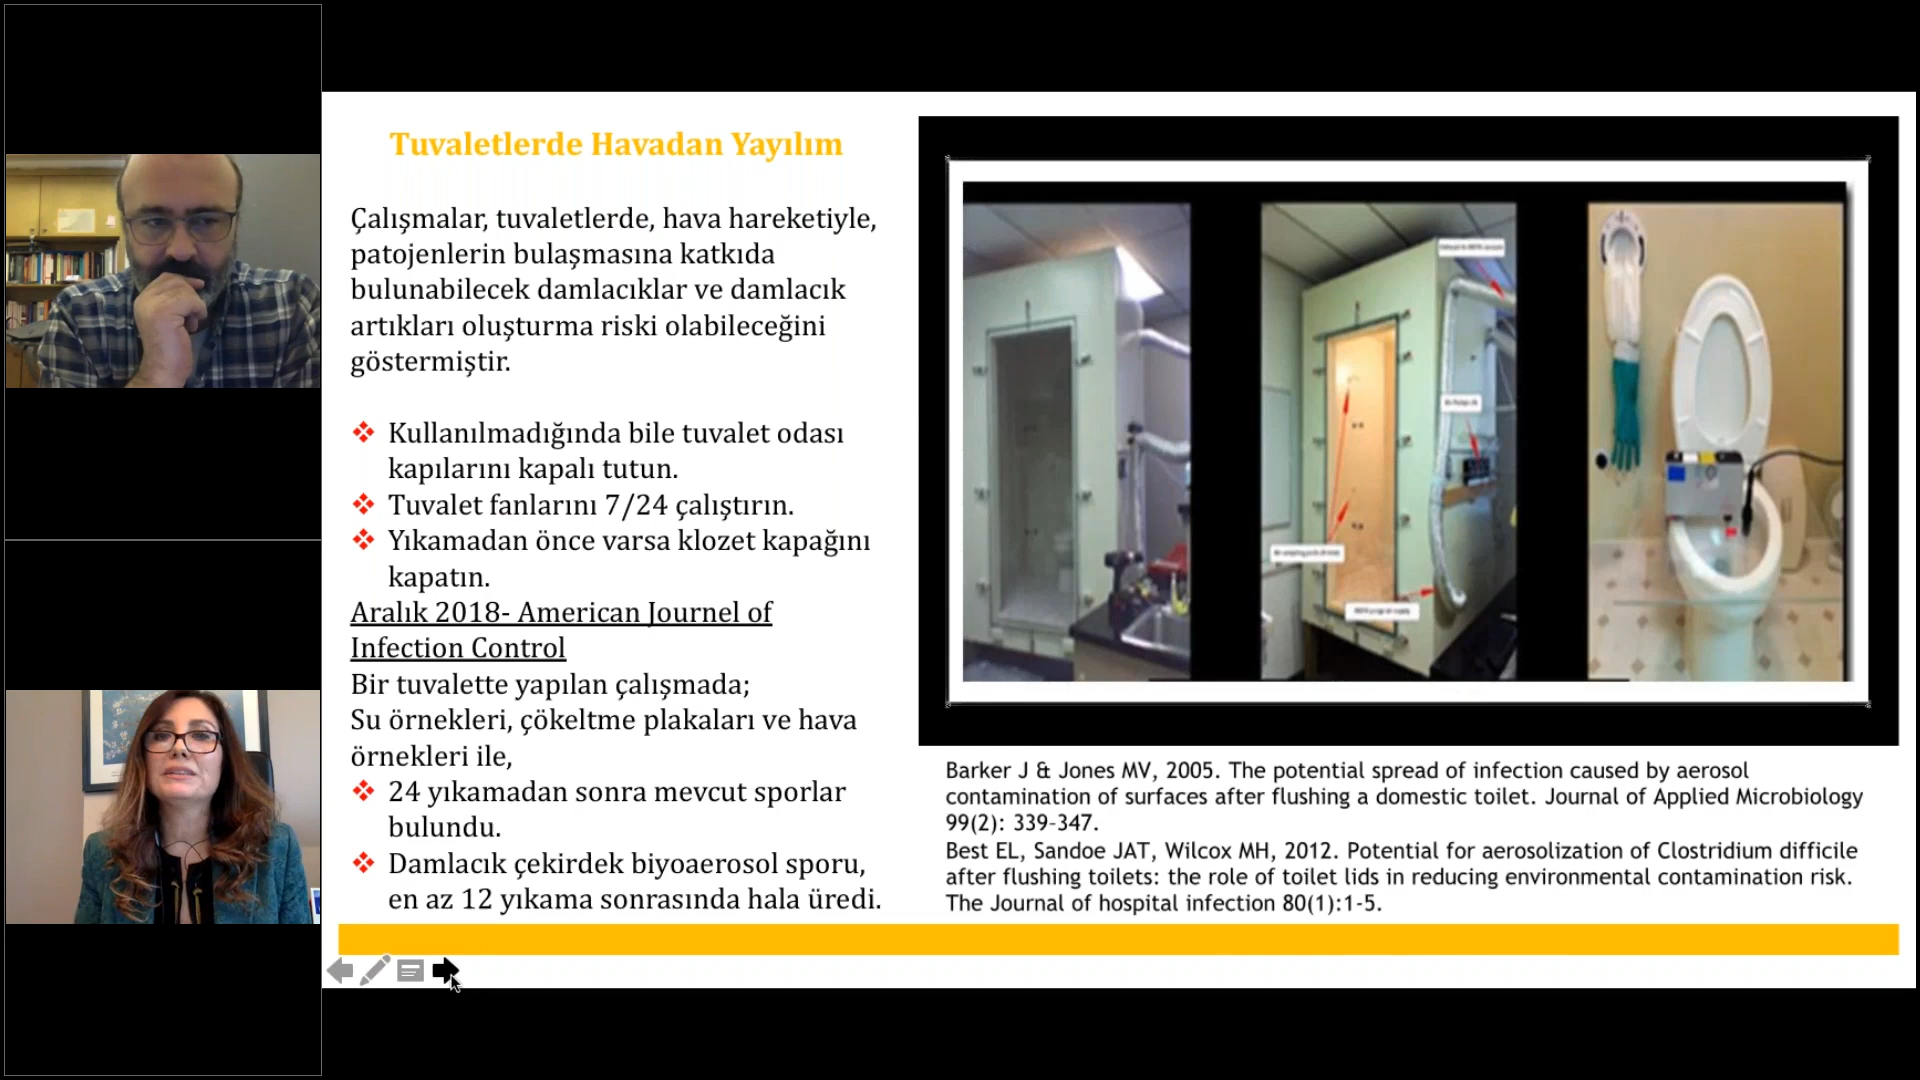 Tuvaletlerde Havadan Yayılım
Çalışmalar, tuvaletlerde, hava hareketiyle,
patojenlerin bulaşmasına katkıda
bulunabilecek damlacıklar ve damlacık
artıkları oluşturma riski olabileceğini
göstermiştir.
Kullanılmadığında bile tuvalet odası
kapılarını kapalı tutun.
Tuvalet fanlarını 7/24 çalıştırın.
Yıkamadan önce varsa klozet kapağını
kapatın.
Aralık 2018- American Journel of
Infection Control
Bir tuvalette yapılan çalışmada;
Su örnekleri, çökeltme plakaları ve hava
örnekleri ile,
24 yıkamadan sonra mevcut sporlar
bulundu.
Damlacık çekirdek biyoaerosol sporu,
en az 12 yıkama sonrasında hala üredi.
Barker J & Jones MV, 2005. The potential spread of infection caused by aerosol
contamination of surfaces after flushing a domestic toilet. Journal of Applied Microbiology
99(2): 339–347.
Best EL, Sandoe JAT, Wilcox MH, 2012. Potential for aerosolization of Clostridium difficile
after flushing toilets: the role of toilet lids in reducing environmental contamination risk.
The Journal of hospital infection 80(1):1-5.